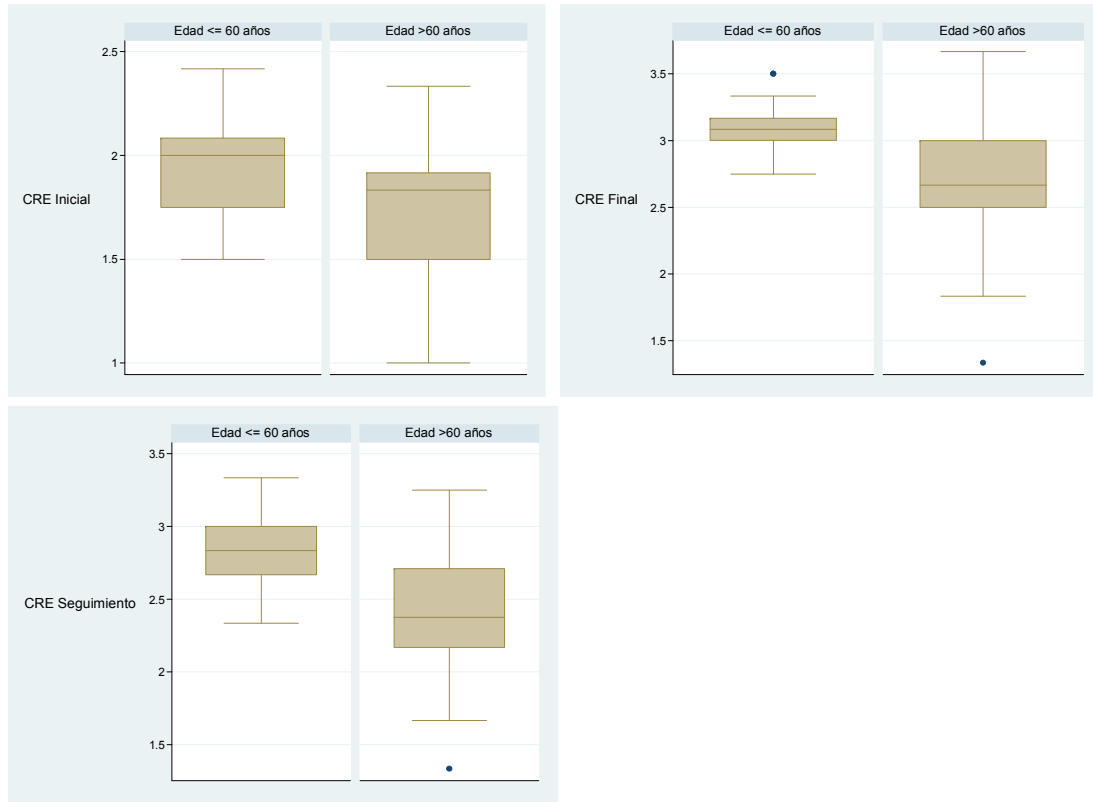 Edad <= 60 años
Edad >60 años
2.5
2
1.5
1
CRE Inicial
Edad <= 60 años
Edad >60 años
3.5
3
2.5
2
1.5
CRE Final
Edad <= 60 años
Edad >60 años
3.5
3
2.5
2
1.5
CRE Seguimiento